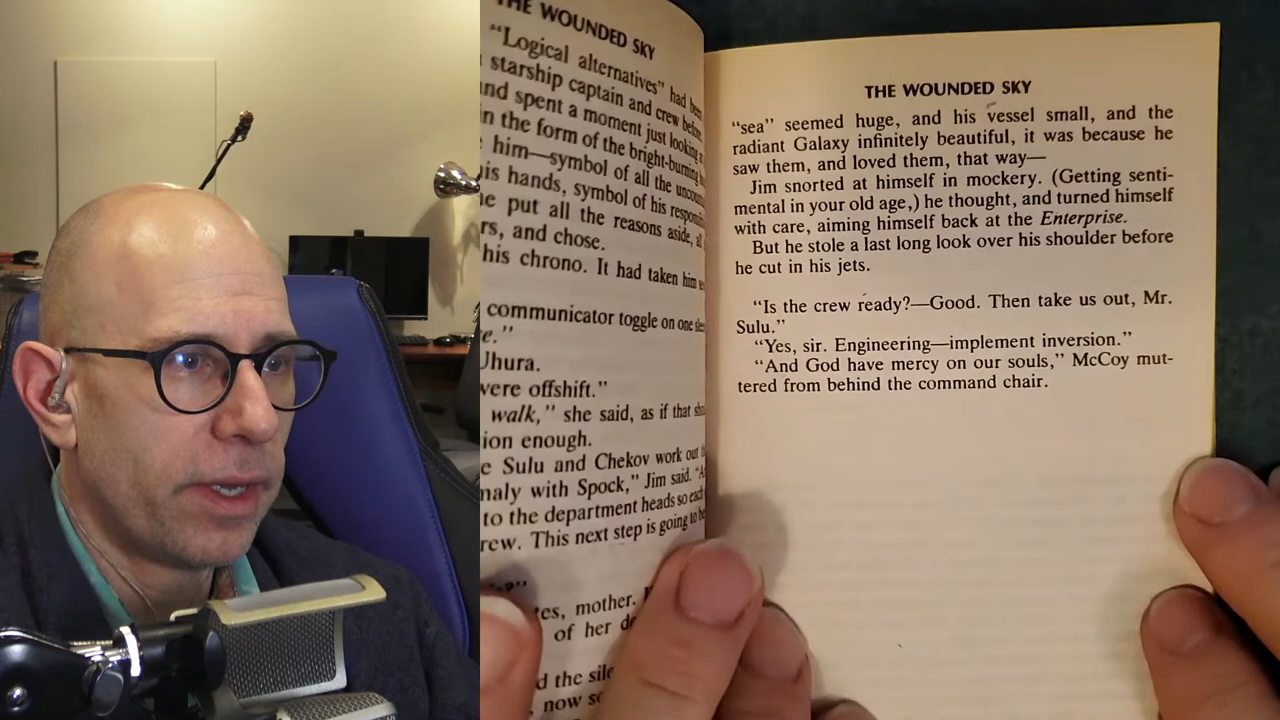 THE WOUNDED SKY
"Logical alternatives" had been
starship captain and crew before.
and spent a moment just looking
in the form of the bright-burning
him—symbol of all the
his hands, symbol of his
he put all the reasons aside, all
rs, and chose.
his chrono. It had taken him
communicator toggle on one
e."
Uhura.
were offshift."
walk," she said, as if that
ion enough.
e Sulu and Chekov work out
maly with Spock," Jim said.
to the department heads so each
rew. This next step is going to be
tes, mother.
of her
d the
now
THE WOUNDED SKY
"sea" seemed huge, and his vessel small, and the
radiant Galaxy infinitely beautiful, it was because he
saw them, and loved them, that way—
Jim snorted at himself in mockery. (Getting senti-
mental in your old age,) he thought, and turned himself
with care, aiming himself back at the Enterprise.
But he stole a last long look over his shoulder before
he cut in his jets.
"Is the crew ready?—Good. Then take us out, Mr.
Sulu."
"Yes, sir. Engineering—implement inversion."
"And God have mercy on our souls," McCoy mut-
tered from behind the command chair.